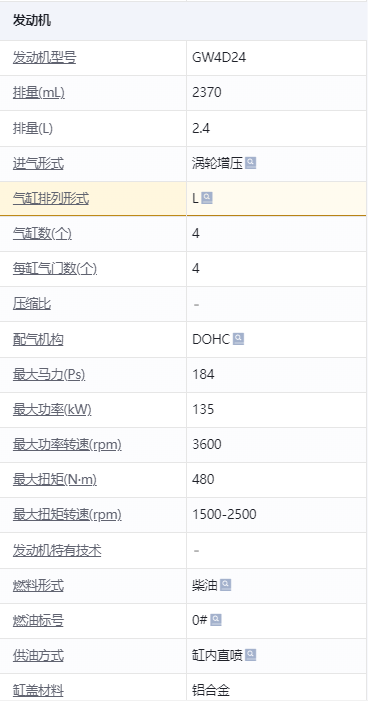 发动机
发动机型号 GW4D24
排量(mL) 2370
排量(L) 2.4
进气形式 涡轮增压
气缸排列形式 L
气缸数(个) 4
每缸气门数(个) 4
压缩比 -
配气机构 DOHC
最大马力(Ps) 184
最大功率(kW) 135
最大功率转速(rpm) 3600
最大扭矩(N·m) 480
最大扭矩转速(rpm) 1500-2500
发动机特有技术 -
燃料形式 柴油
燃油标号 0#
供油方式 缸内直喷
缸盖材料 铝合金